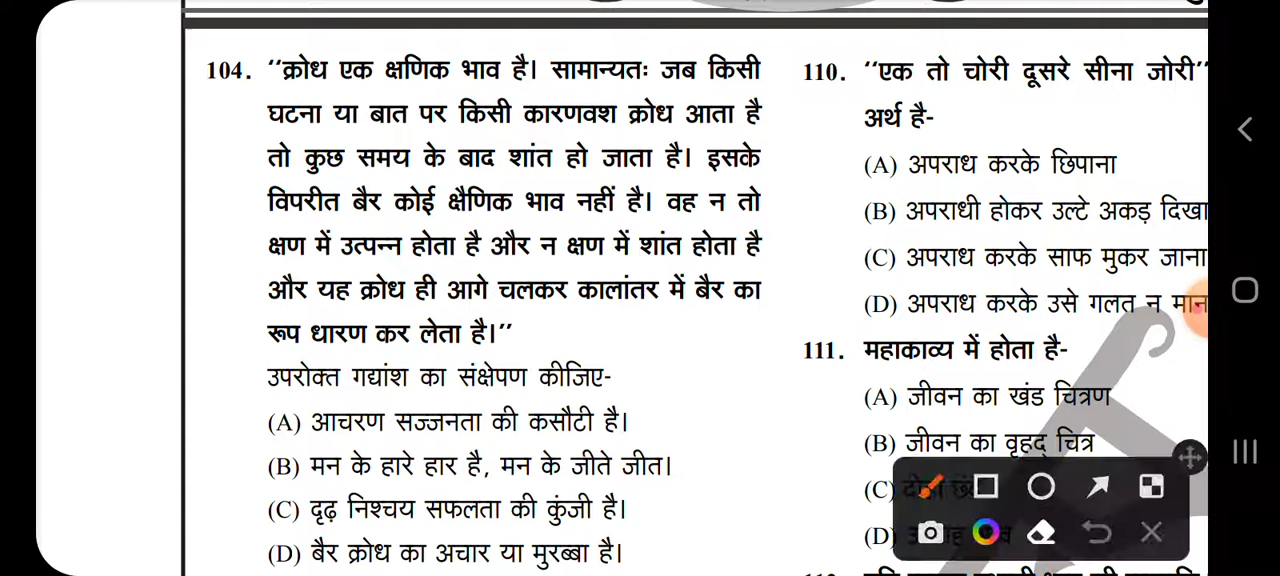 104. ‘‘क्रोध एक क्षणिक भाव है। सामान्यतः जब किसी
घटना या बात पर किसी कारणवश क्रोध आता है
तो कुछ समय के बाद शांत हो जाता है। इसके
विपरीत बैर कोई क्षैणिक भाव नहीं है। वह न तो
क्षण में उत्पन्न होता है और न क्षण में शांत होता है
और यह क्रोध ही आगे चलकर कालांतर में बैर का
रूप धारण कर लेता है।’’
उपरोक्त गद्यांश का संक्षेपण कीजिए-
(A) आचरण सज्जनता की कसौटी है।
(B) मन के हारे हार है, मन के जीते जीत।
(C) दृढ़ निश्चय सफलता की कुंजी है।
(D) बैर क्रोध का अचार या मुरब्बा है।
110. ‘‘एक तो चोरी दूसरे सीना जोरी’’
अर्थ है-
(A) अपराध करके छिपाना
(B) अपराधी होकर उल्टे अकड़ दिखा
(C) अपराध करके साफ मुकर जाना
(D) अपराध करके उसे गलत न मान
111. महाकाव्य में होता है-
(A) जीवन का खंड चित्रण
(B) जीवन का वृहद् चित्र
(C)
(D)